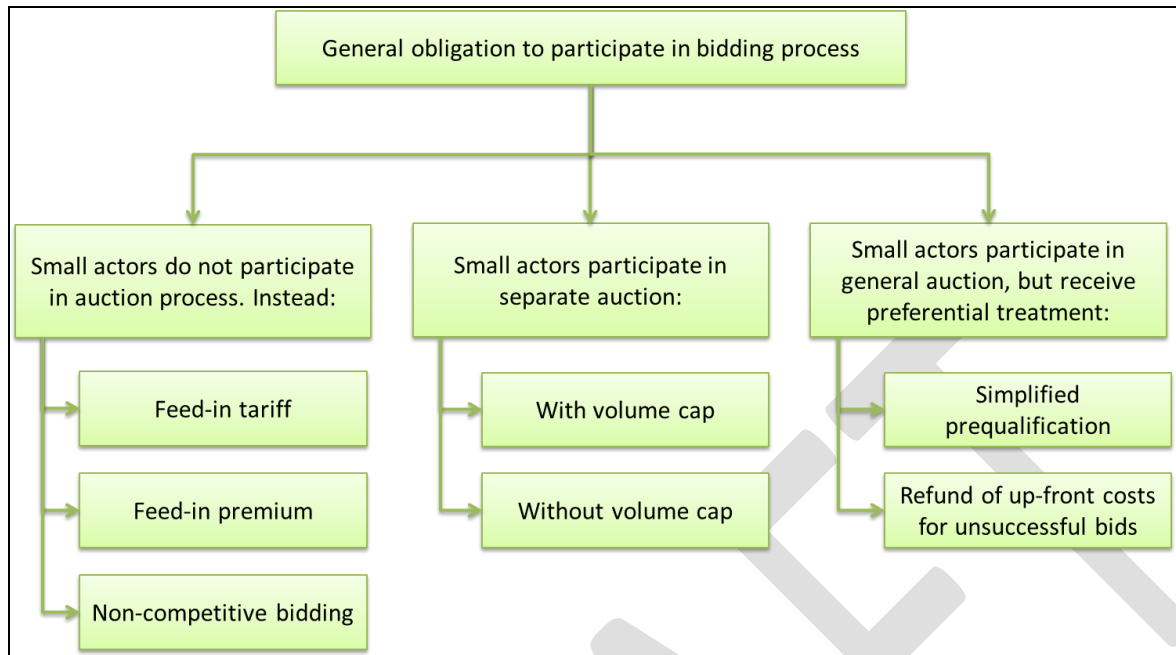 General obligation to participate in bidding process
Small actors do not participate
in auction process. Instead:
Feed-in tariff
Feed-in premium
Non-competitive bidding
Small actors participate in
separate auction:
With volume cap
Without volume cap
Small actors participate in
general auction, but receive
preferential treatment:
Simplified
prequalification
Refund of up-front costs
for unsuccessful bids